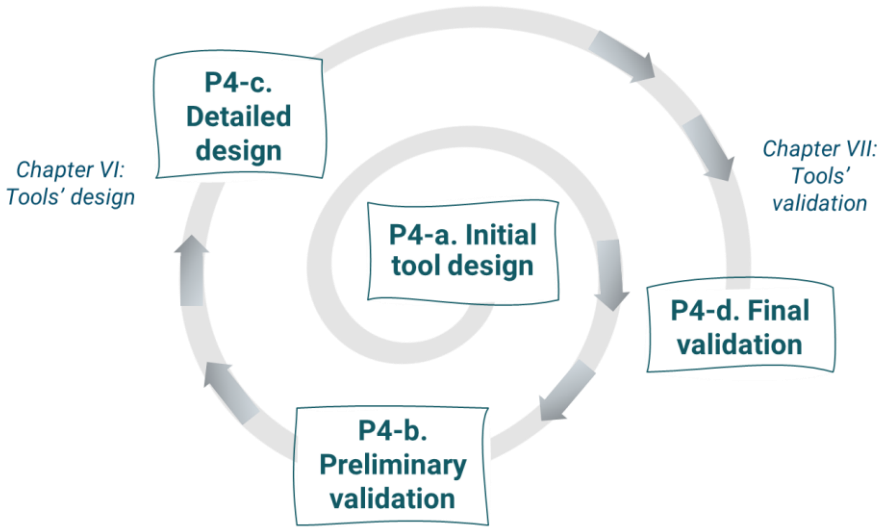 P4-c.
Detailed
design
Chapter VI:
Tools’ design
Chapter VII:
Tools’
validation
P4-a. Initial
tool design
P4-d. Final
validation
P4-b.
Preliminary
validation